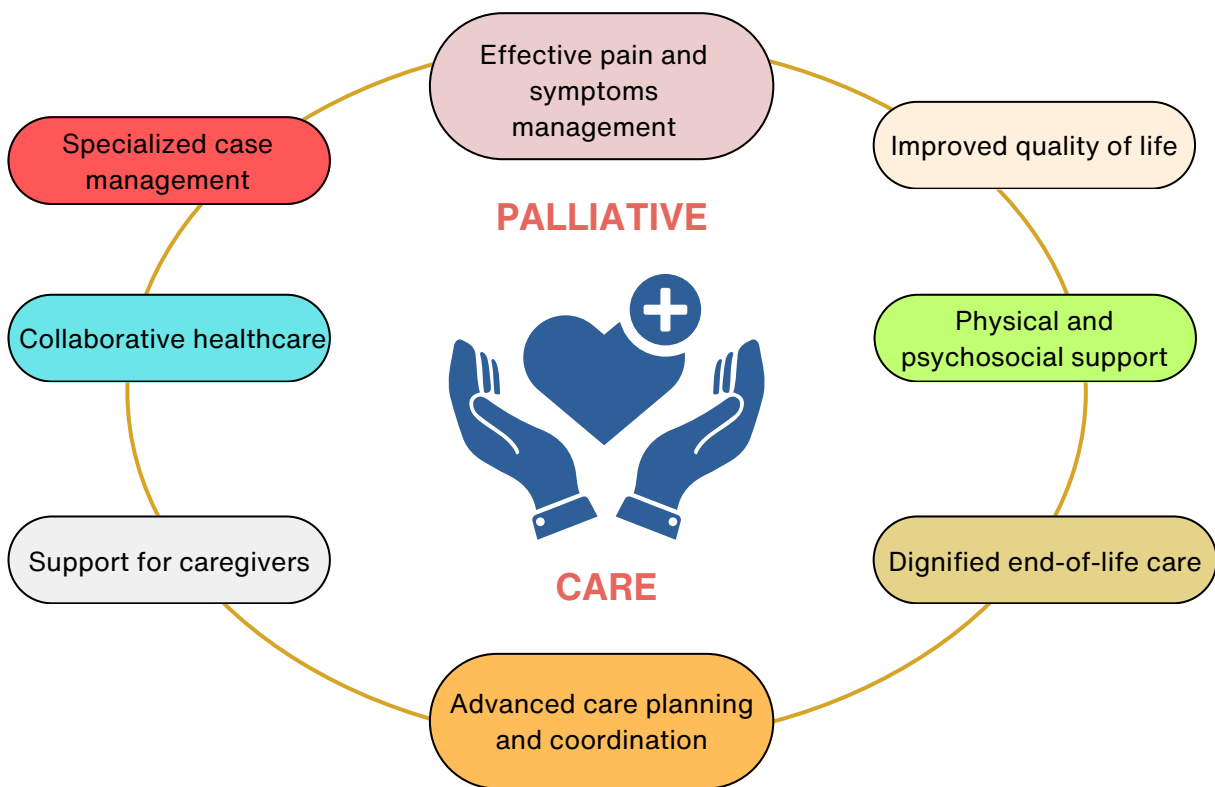 Effective pain and
symptoms
management
Specialized case
management
Improved quality of life
PALLIATIVE
Collaborative healthcare
Physical and
psychosocial support
Support for caregivers
Dignified end-of-life care
CARE
Advanced care planning
and coordination